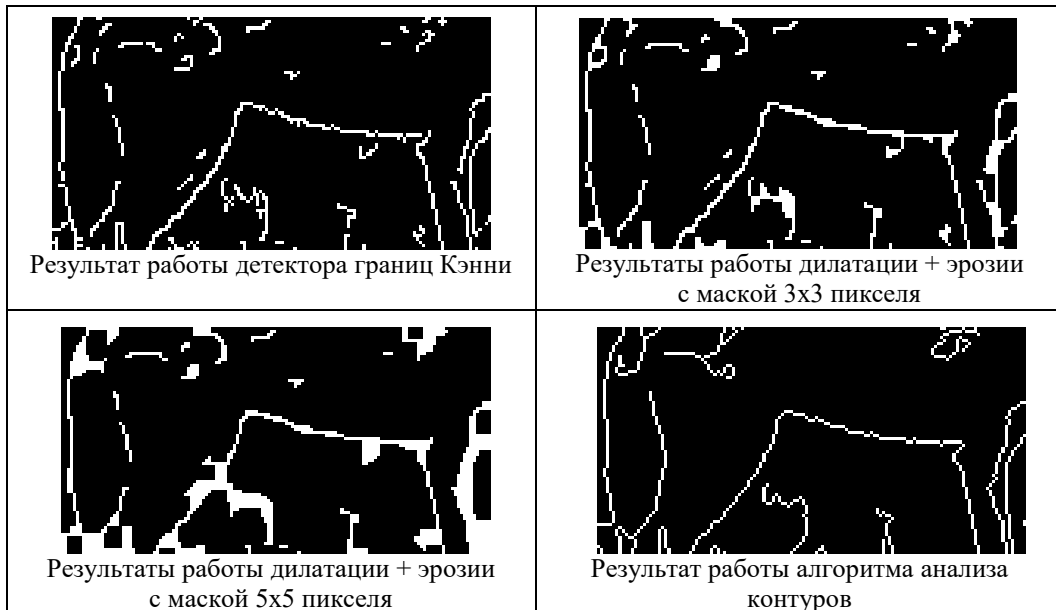 Результат работы детектора границ Кэнни
Результаты работы дилатации + эрозии
с маской 3х3 пикселя
Результаты работы дилатации + эрозии
с маской 5х5 пикселя
Результат работы алгоритма анализа
контуров